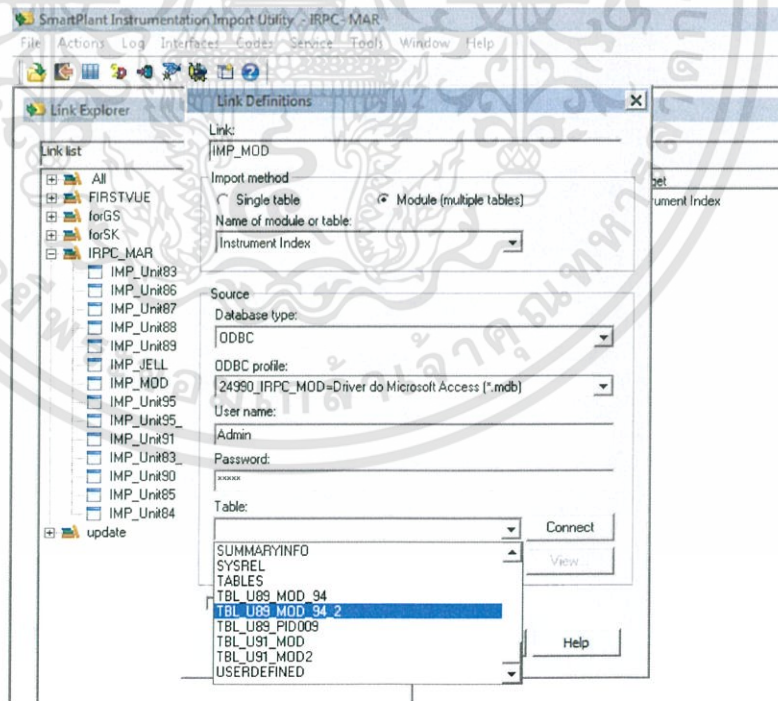 SmartPlant Instrumentation Import Utility - IRPC- MAR
File Actions Log Interfaces Codes Service Tools Window Help
Link Explorer
Link list
All
FIRSTVUE
forGS
forSK
IRPC_MAR
IMP_Unit83
IMP_Unit86
IMP_Unit87
IMP_Unit88
IMP_Unit89
IMP_JELL
IMP_MOD
IMP_Unit95
IMP_Unit95_
IMP_Unit91
IMP_Unit83_
IMP_Unit90
IMP_Unit85
IMP_Unit84
update
Link Definitions
Link:
IMP_MOD
Import method
Single table
Module (multiple tables)
Name of module or table:
Instrument Index
Source
Database type:
ODBC
ODBC profile:
24990_IRPC_MOD=Driver do Microsoft Access (*.mdb)
User name:
Admin
Password:
xxxxx
Table:
Connect
View...
SUMMARYINFO
SYSREL
TABLES
TBL_U89_MOD_94
TBL_U89_MOD_94_2
TBL_U89_PID009
TBL_U91_MOD
TBL_U91_MOD2
USERDEFINED
Help
get
rument Index